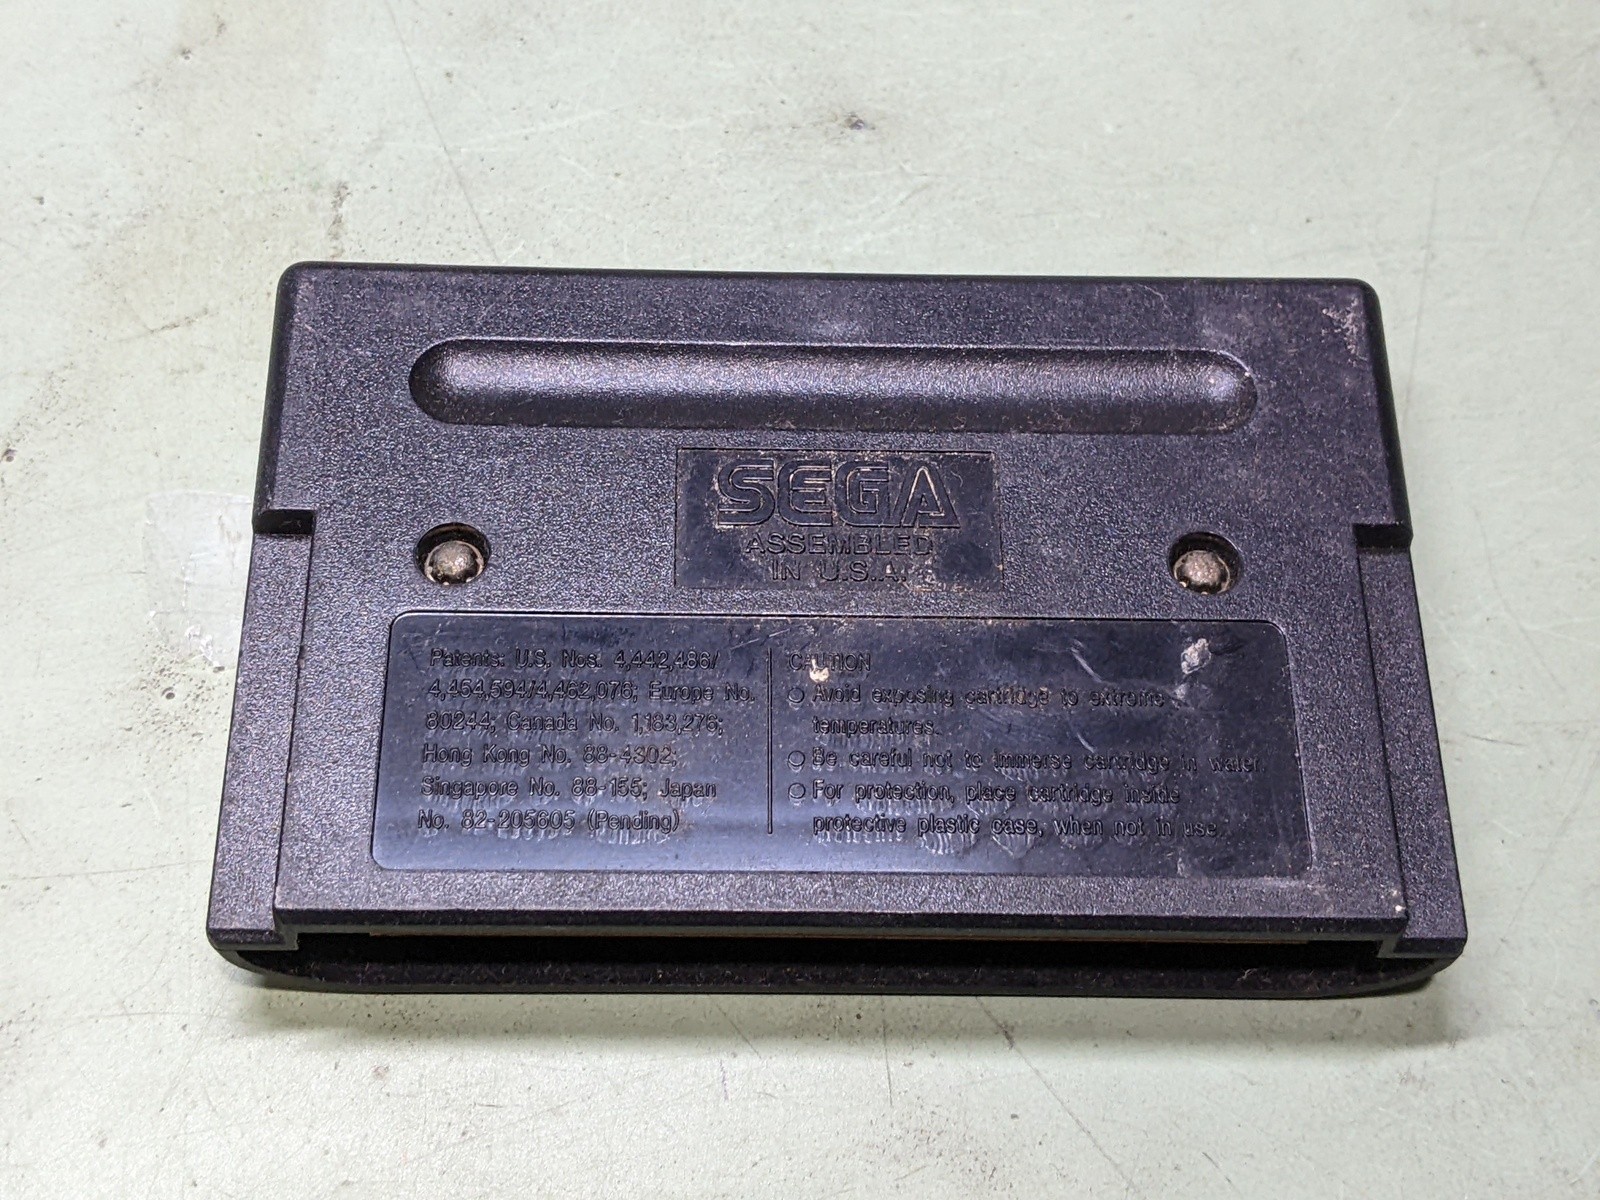 SEGA
ASSEMBLED
IN U.S.A.
Patents: U.S. Nos. 4,442,486/
4,454,594/4,462,076; Europe No.
80244; Canada No. 1,183,276;
Hong Kong No. 88-4302;
Singapore No. 88-155; Japan
No. 82-205605 (Pending)
CAUTION
○ Avoid exposing cartridge to extreme
temperatures.
○ Be careful not to immerse cartridge in water.
○ For protection, place cartridge inside
protective plastic case, when not in use.